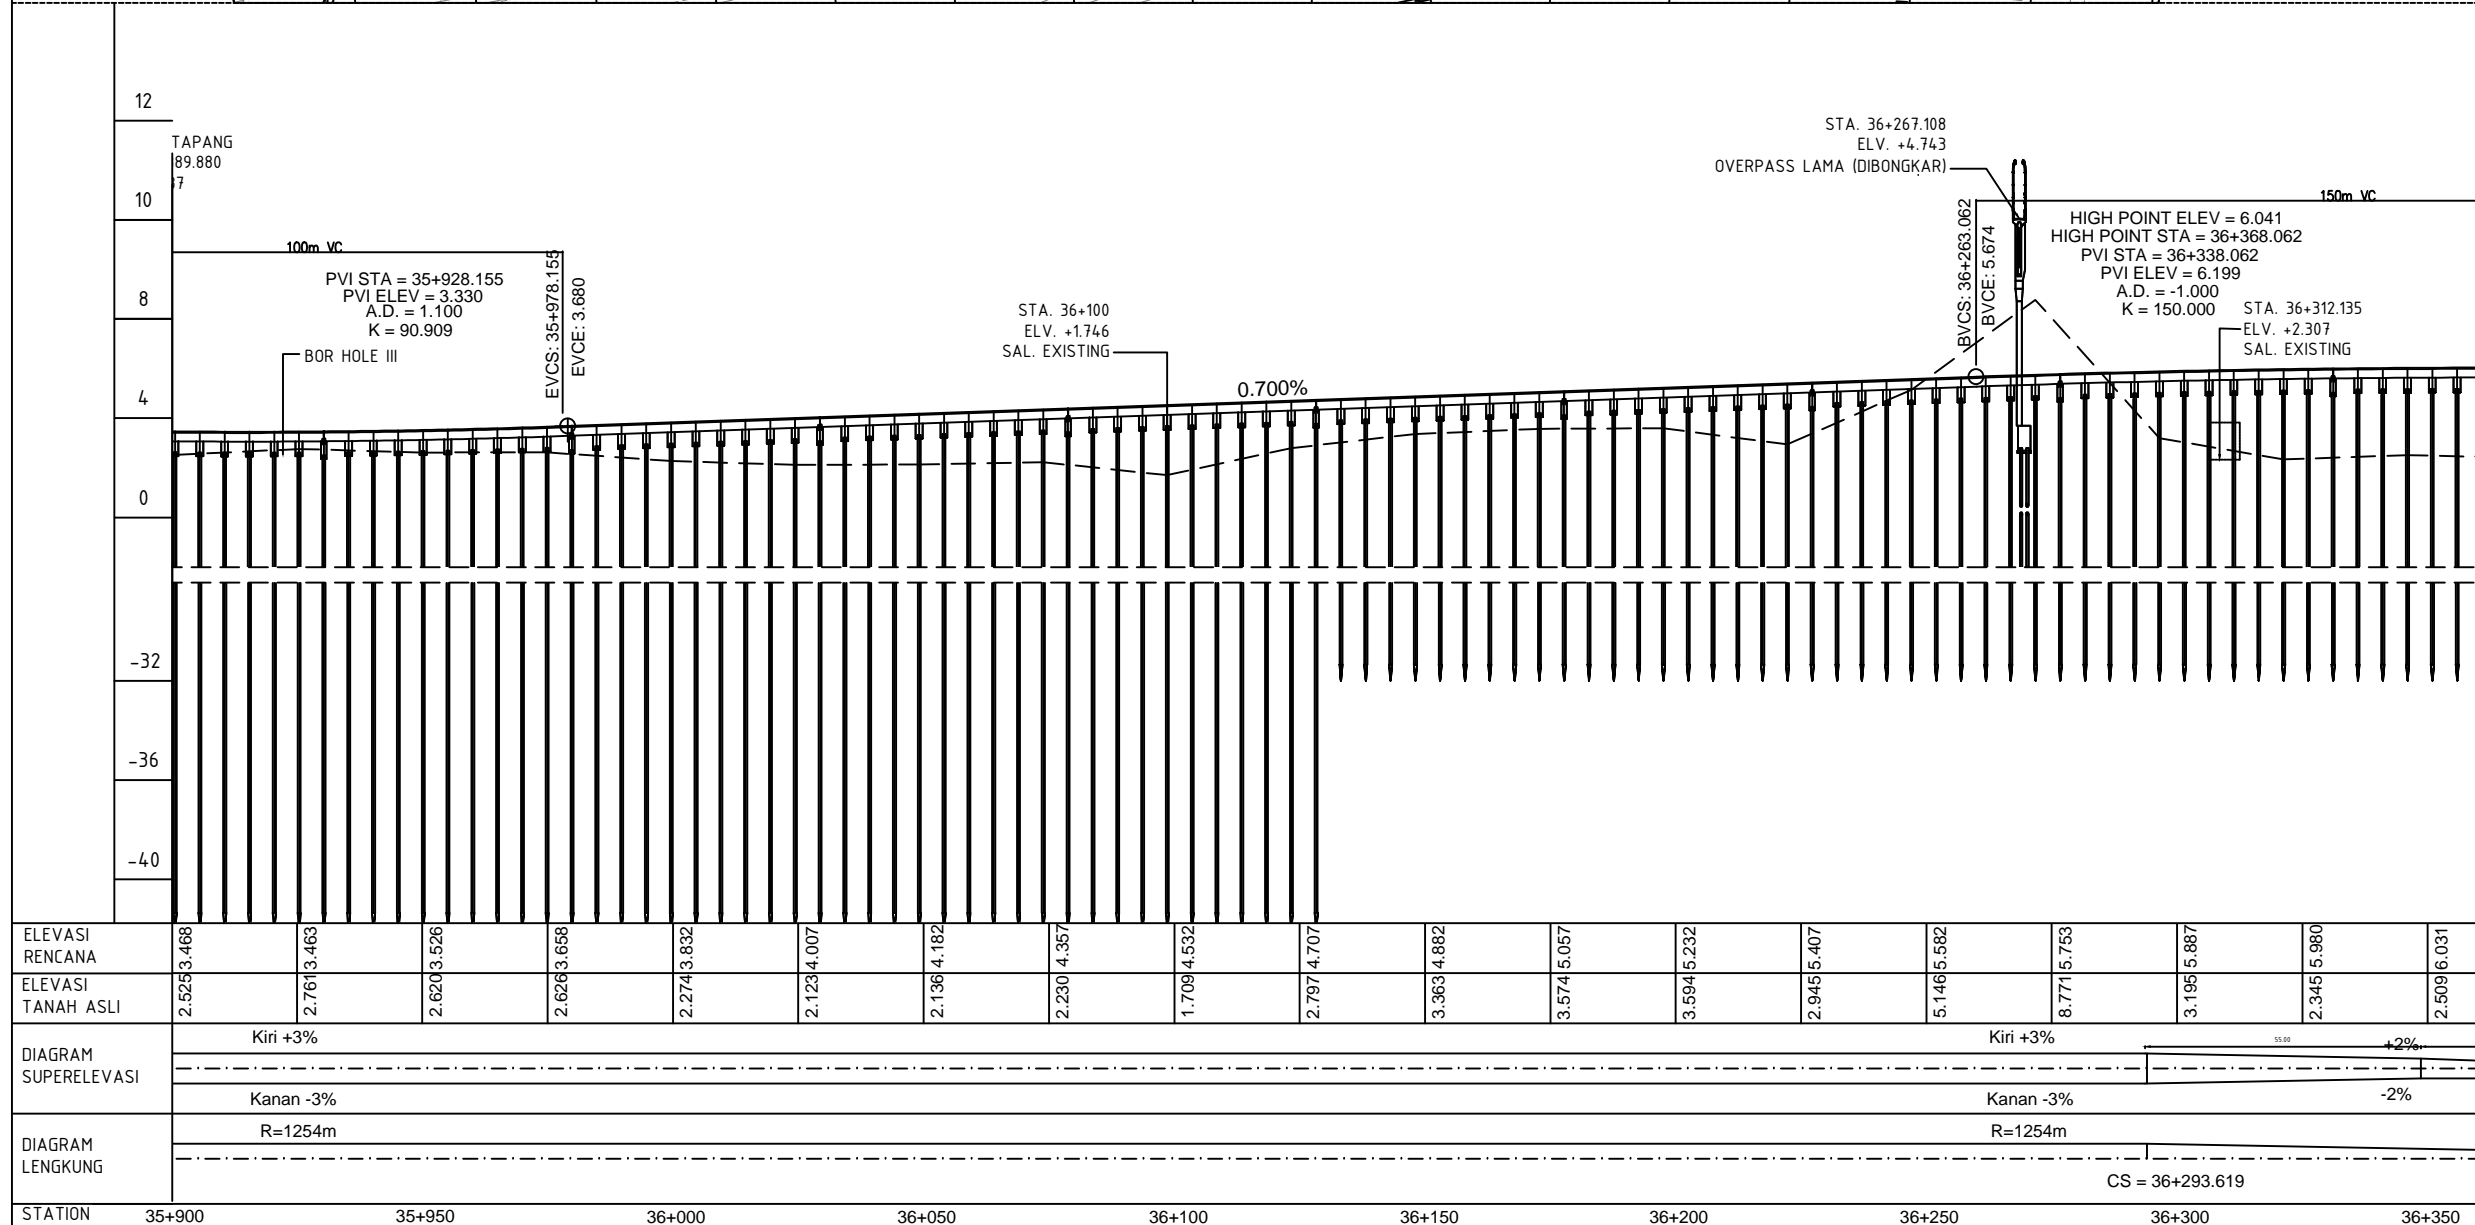 12
10
8
4
0
-32
-36
-40
TAPANG
89.880
100m VC
PVI STA = 35+928.155
PVI ELEV = 3.330
A.D. = 1.100
K = 90.909
BOR HOLE III
EVCS: 35+978.155
EVCE: 3.680
STA. 36+100
ELV. +1.746
SAL. EXISTING
0.700%
STA. 36+267.108
ELV. +4.743
OVERPASS LAMA (DIBONGKAR)
BVCS: 36+263.062
BVCE: 5.674
150m VC
HIGH POINT ELEV = 6.041
HIGH POINT STA = 36+368.062
PVI STA = 36+338.062
PVI ELEV = 6.199
A.D. = -1.000
K = 150.000
STA. 36+312.135
ELV. +2.307
SAL. EXISTING
ELEVASI
RENCANA
3.468 3.463 3.526 3.658 3.832 4.007 4.182 4.357 4.532 4.707 4.882 5.057 5.232 5.407 5.582 5.753 5.887 5.980 6.031
ELEVASI
TANAH ASLI
2.525 2.761 2.620 2.626 2.274 2.123 2.136 2.230 1.709 2.797 3.363 3.574 3.594 2.945 5.146 8.771 3.195 2.345 2.509
DIAGRAM
SUPERELEVASI
Kiri +3%
Kiri +3%
55.00
+2%
Kanan -3%
Kanan -3%
-2%
DIAGRAM
LENGKUNG
R=1254m
R=1254m
CS = 36+293.619
STATION 35+900 35+950 36+000 36+050 36+100 36+150 36+200 36+250 36+300 36+350